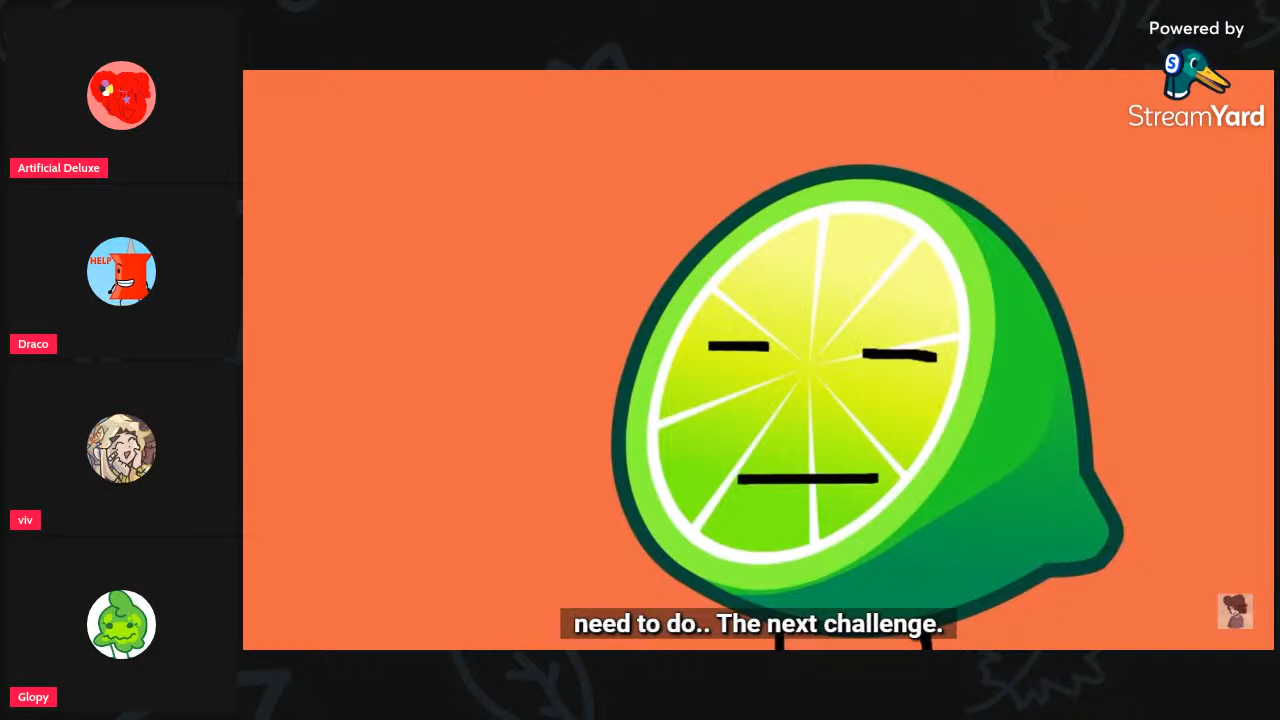 Powered by
S
StreamYard
Artificial Deluxe
HELP
Draco
viv
Glopy
need to do.. The next challenge.